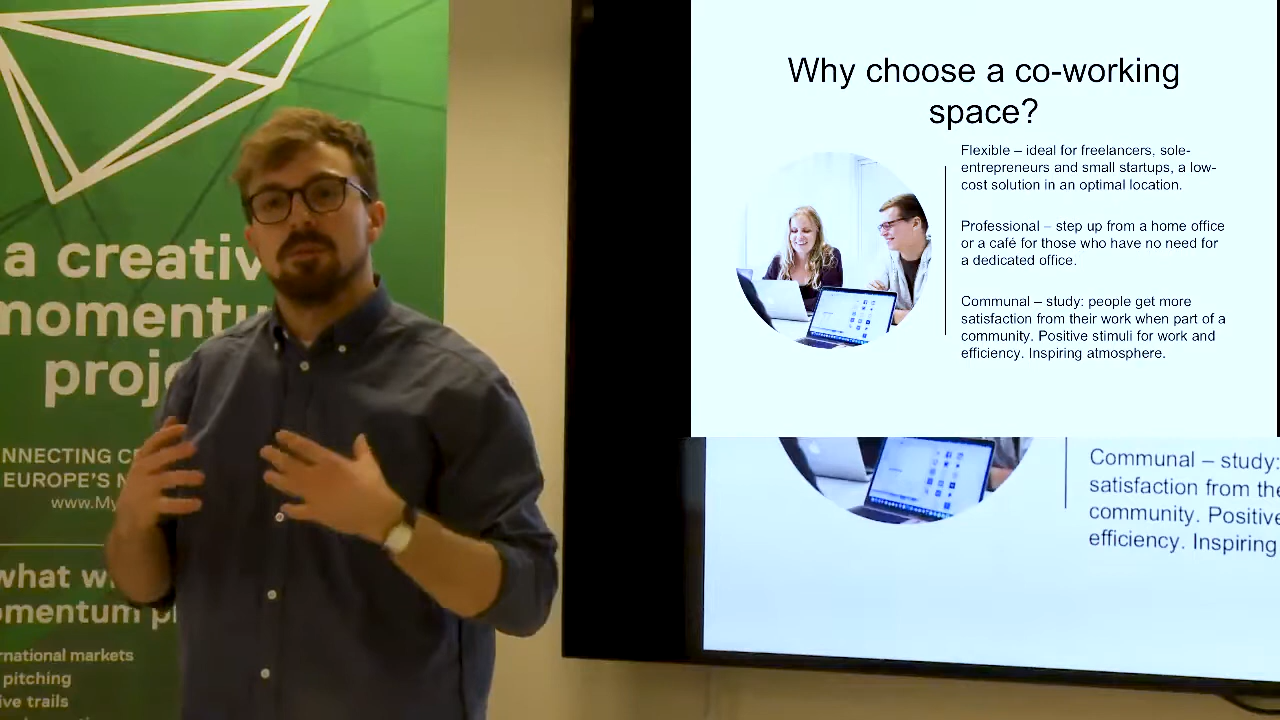 a creativ
momentu
proje
NNECTING CR
EUROPE'S N
www.My
what wi
omentum pr
rnational markets
pitching
ive trails
Why choose a co-working
space?
Flexible – ideal for freelancers, sole-
entrepreneurs and small startups, a low-
cost solution in an optimal location.
Professional – step up from a home office
or a café for those who have no need for
a dedicated office.
Communal – study: people get more
satisfaction from their work when part of a
community. Positive stimuli for work and
efficiency. Inspiring atmosphere.
Communal – study:
satisfaction from the
community. Positive
efficiency. Inspiring